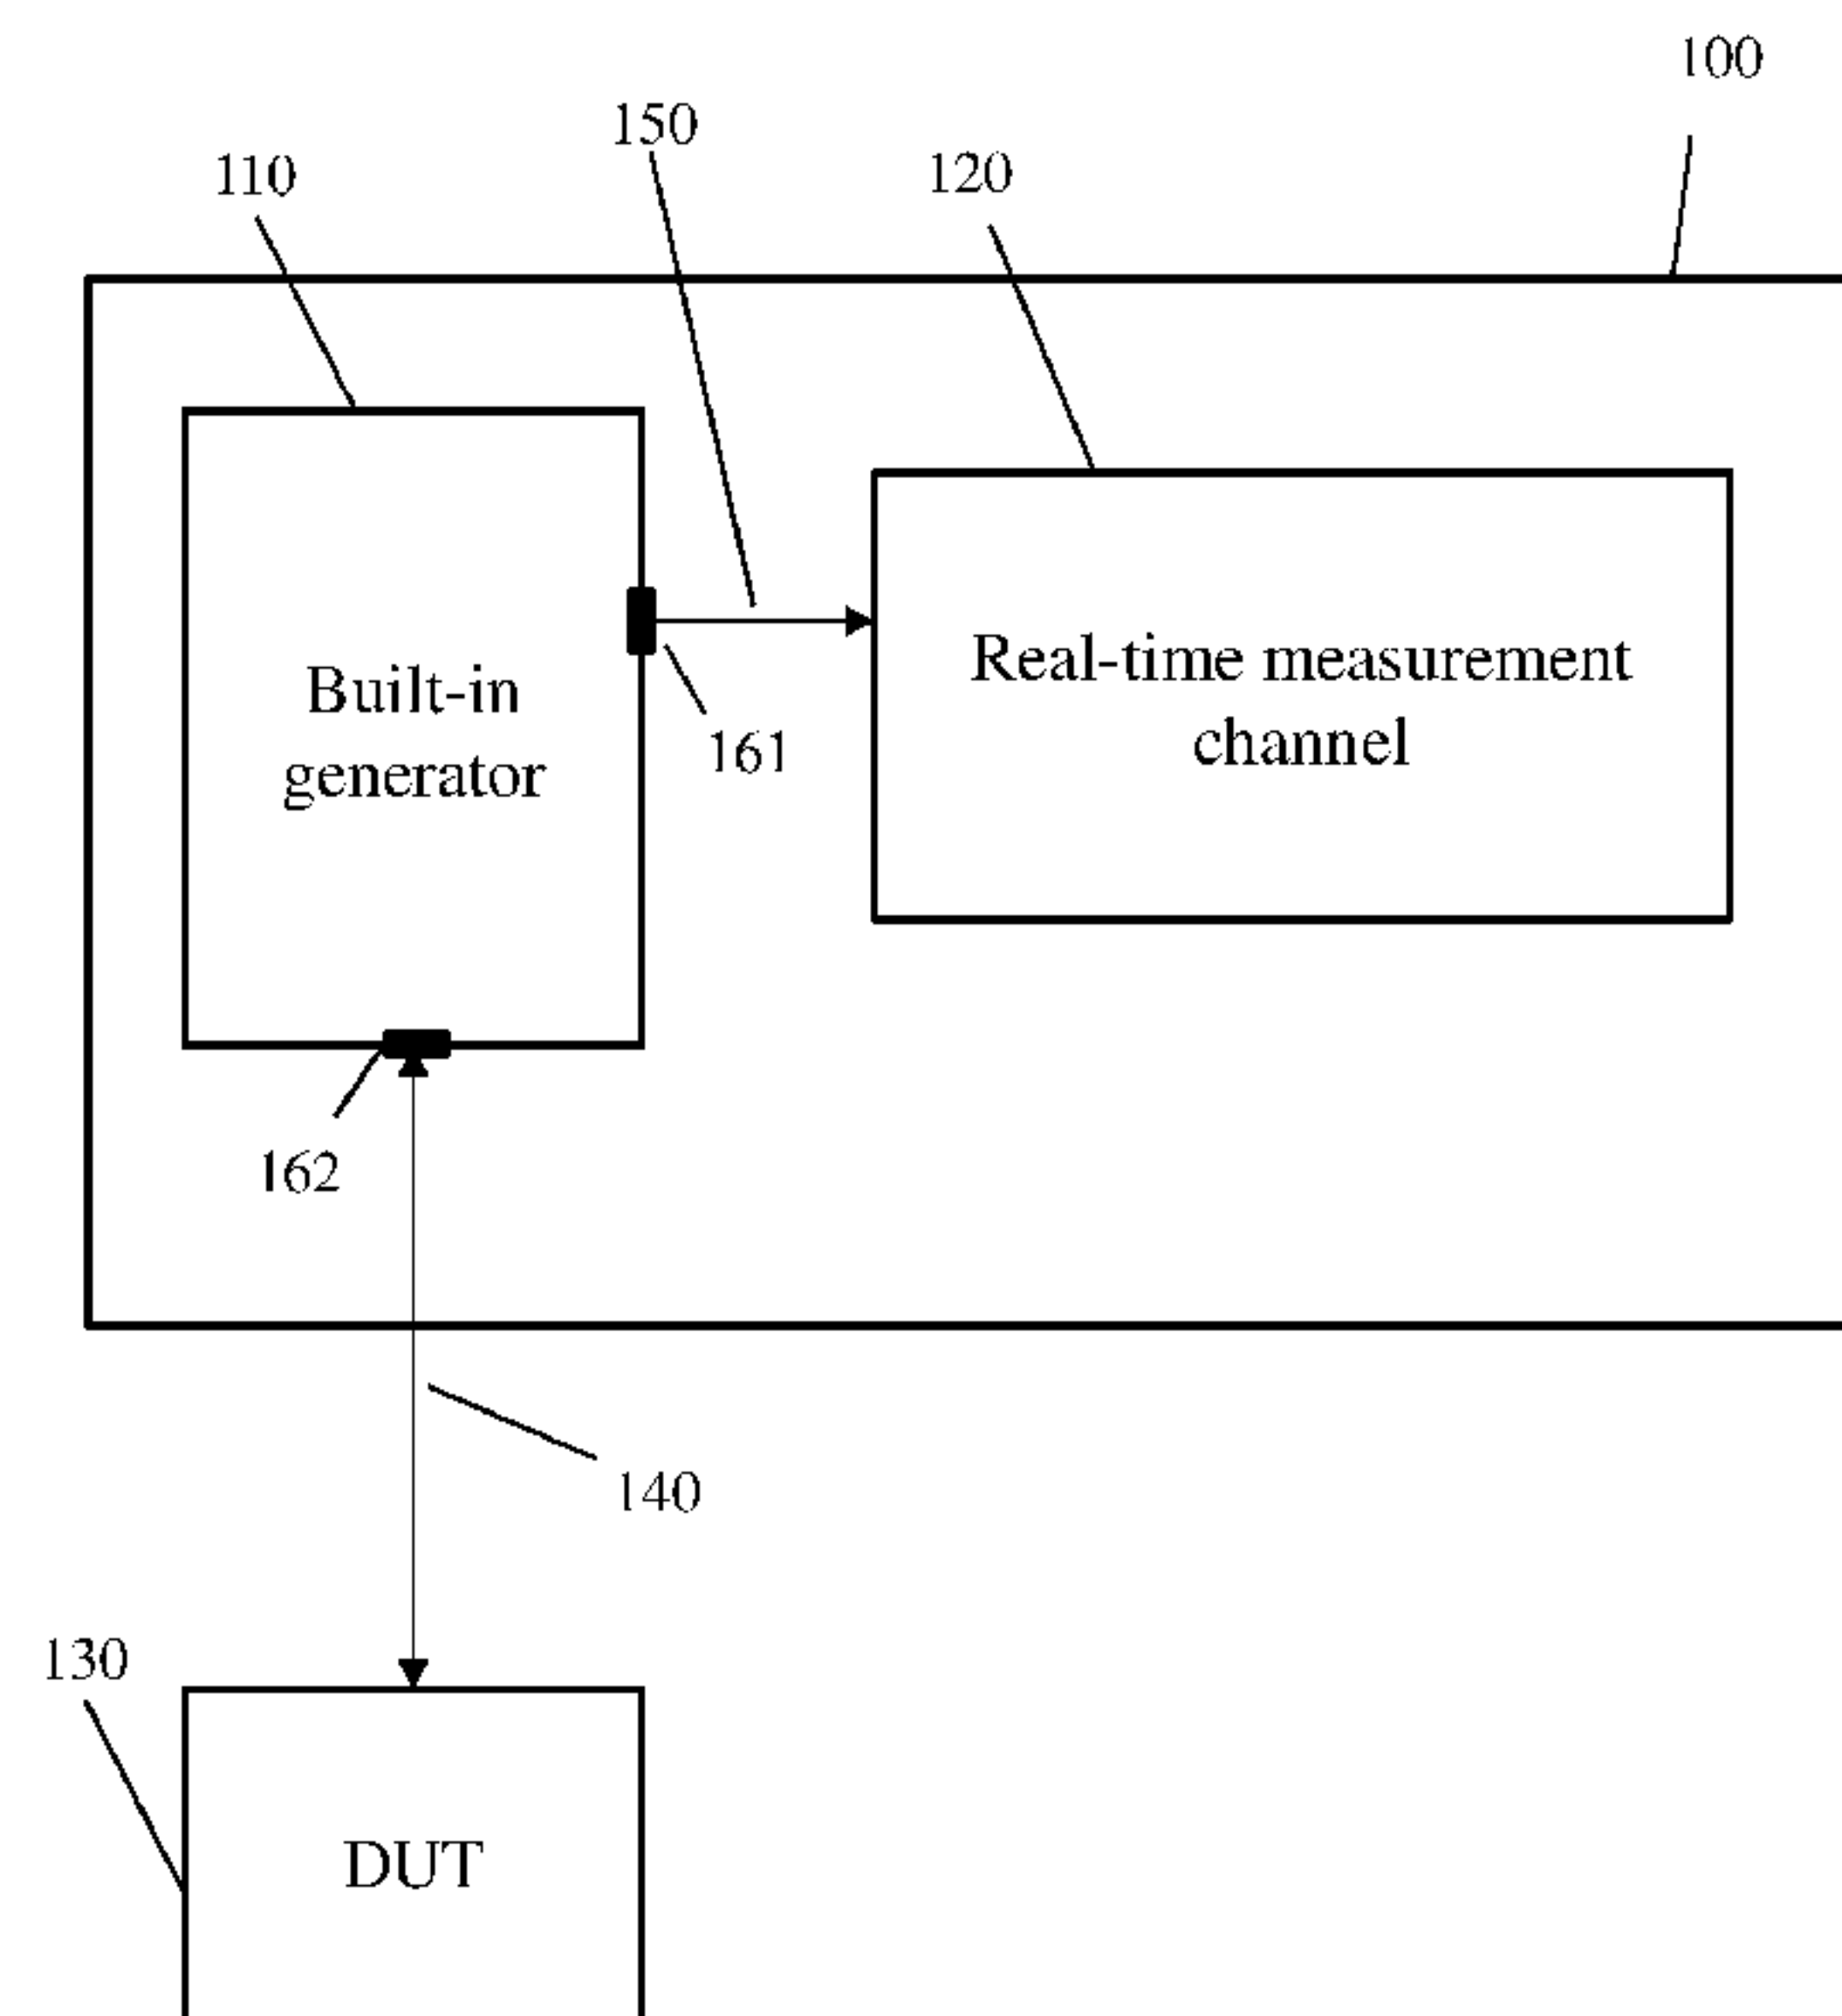 100
150
120
110
Real-time measurement
channel
Built-in
generator
161
162
140
130
DUT